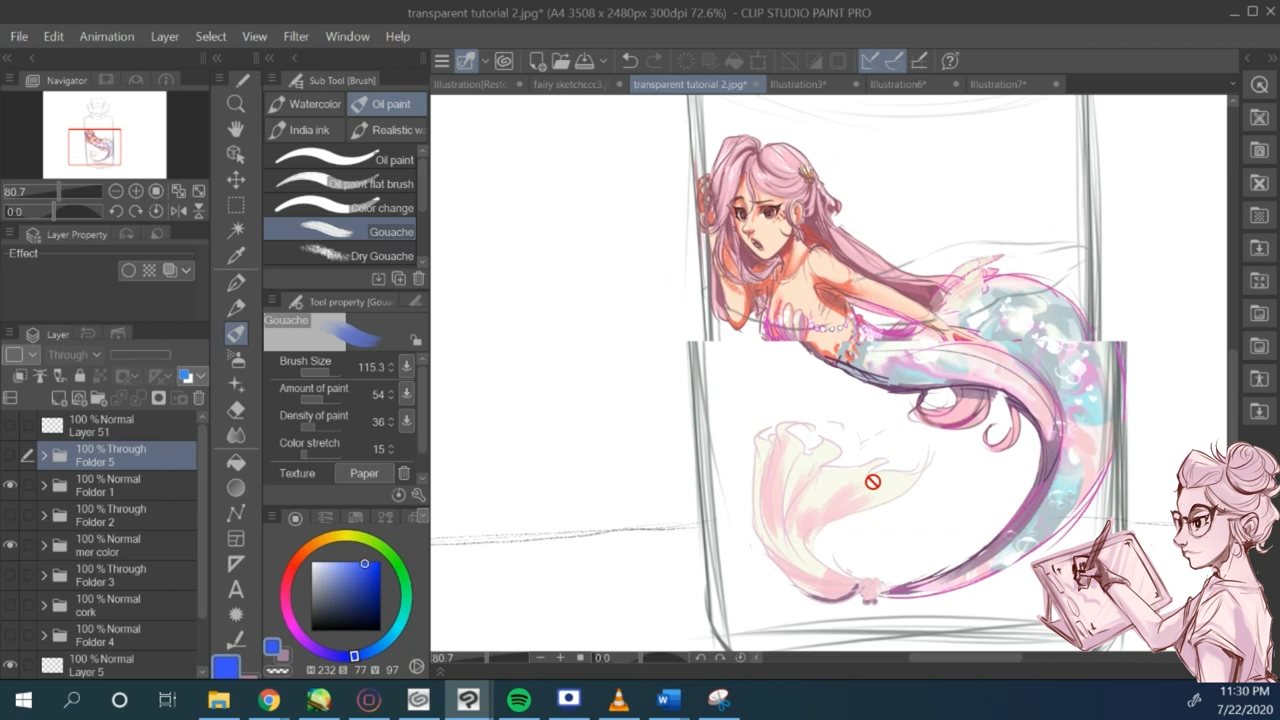 transparent tutorial 2.jpg* (A4 3508 x 2480px 300dpi 72.6%) - CLIP STUDIO PAINT PRO
File Edit Animation Layer Select View Filter Window Help
Navigator
Sub Tool [Brush]
fairy sketchccc3. transparent tutorial 2.jpg* Illustration3* Illustration6* Illustration7*
Watercolor Oil paint
India ink Realistic
Oil paint
Oil paint flat brush
Color change
Gouache
Dry Gouache
80.7
0.0
Layer Property
Effect
Tool property [Goua
Gouache
Brush Size 115.3
Amount of paint 54
Density of paint 36
Color stretch 15
Texture Paper
Layer
Through
100 % Normal
Layer 51
100 % Through
Folder 5
100 % Normal
Folder 1
100 % Through
Folder 2
100 % Normal
mer color
100 % Through
Folder 3
100 % Normal
cork
100 % Normal
Folder 4
100 % Normal
Layer 5
H 232 S 77 V 97
80.7 0.0
11:30 PM
7/22/2020